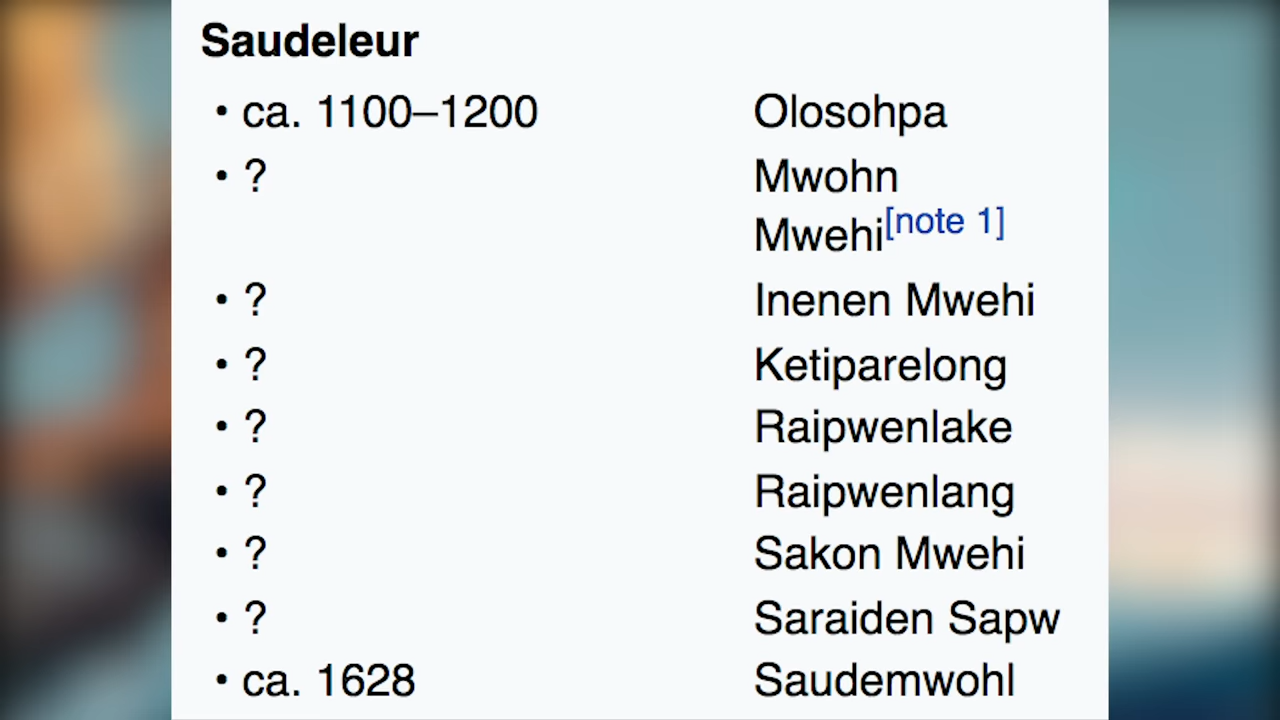 Saudeleur
• ca. 1100–1200 Olosohpa
• ? Mwohn
Mwehi[note 1]
• ? Inenen Mwehi
• ? Ketiparelong
• ? Raipwenlake
• ? Raipwenlang
• ? Sakon Mwehi
• ? Saraiden Sapw
• ca. 1628 Saudemwohl